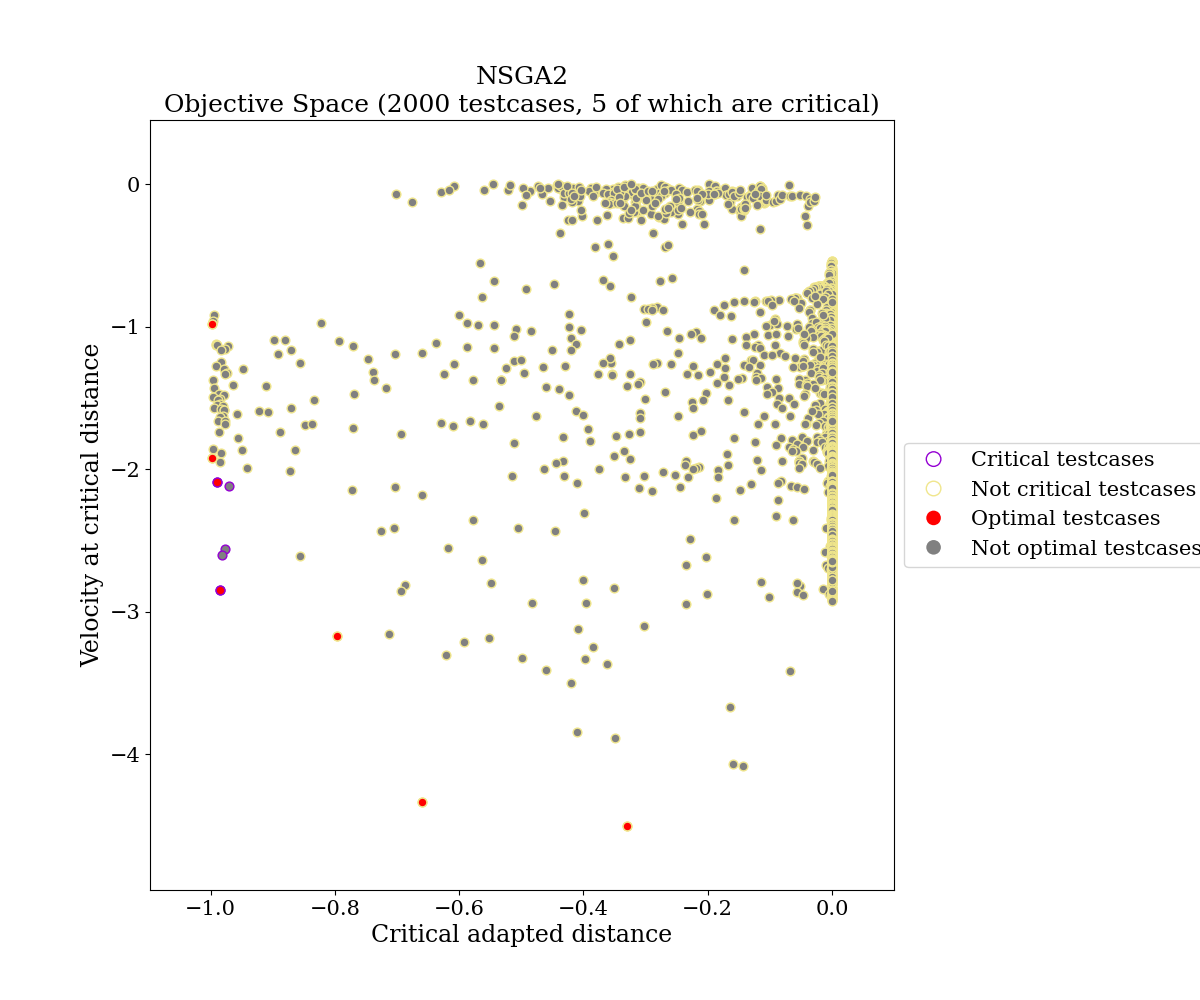 NSGA2
Objective Space (2000 testcases, 5 of which are critical)
Velocity at critical distance
0
−1
−2
−3
−4
−1.0
−0.8
−0.6
−0.4
−0.2
0.0
Critical adapted distance
Critical testcases
Not critical testcases
Optimal testcases
Not optimal testcases